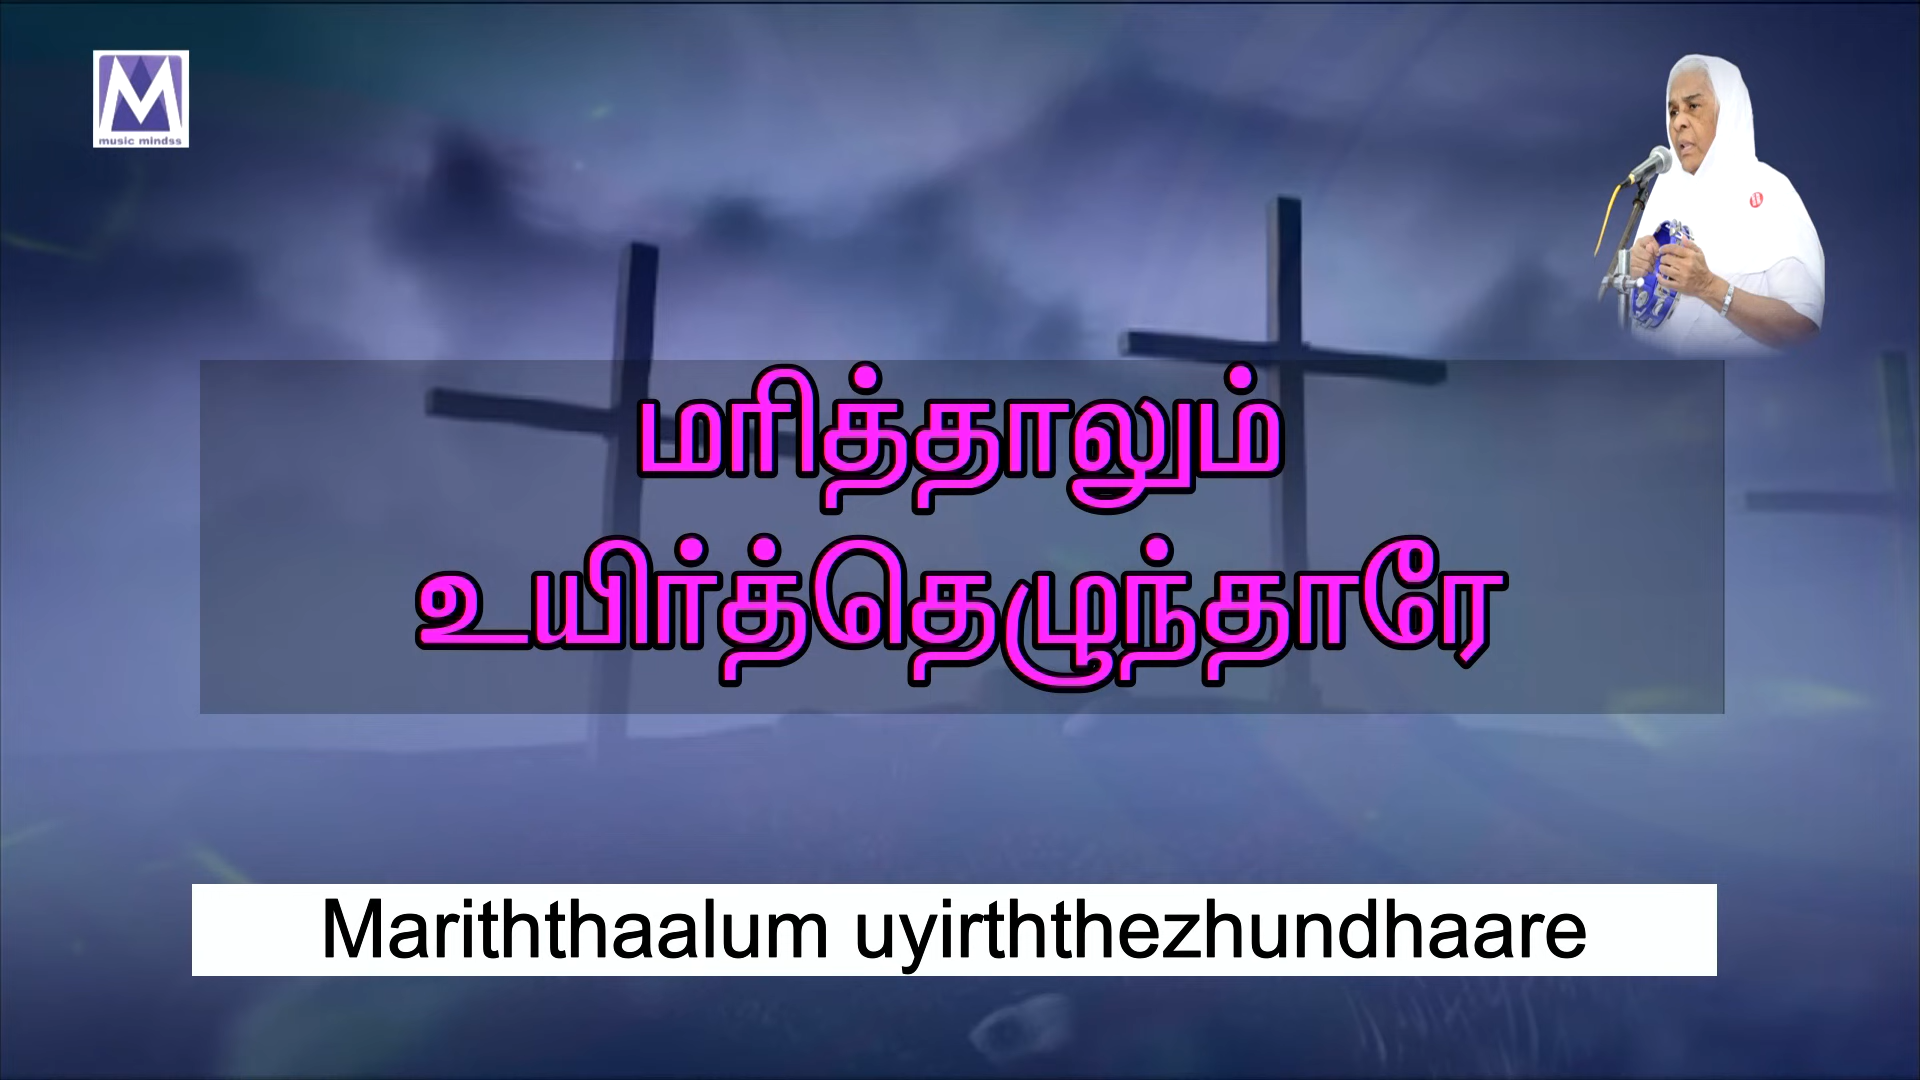 music mindss
மரித்தாலும்
உயிர்த்தெழுந்தாரே
Mariththaalum uyirththezhundhaare